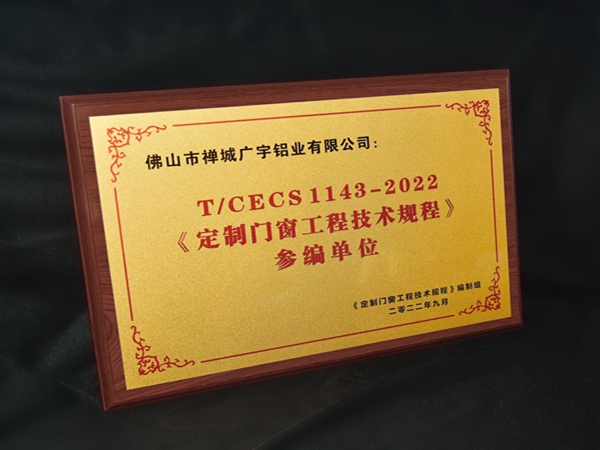 佛山市禅城广宇铝业有限公司：
T/CECS 1143-2022
《定制门窗工程技术规程》
参编单位
《定制门窗工程技术规程》编制组
二零二二年九月